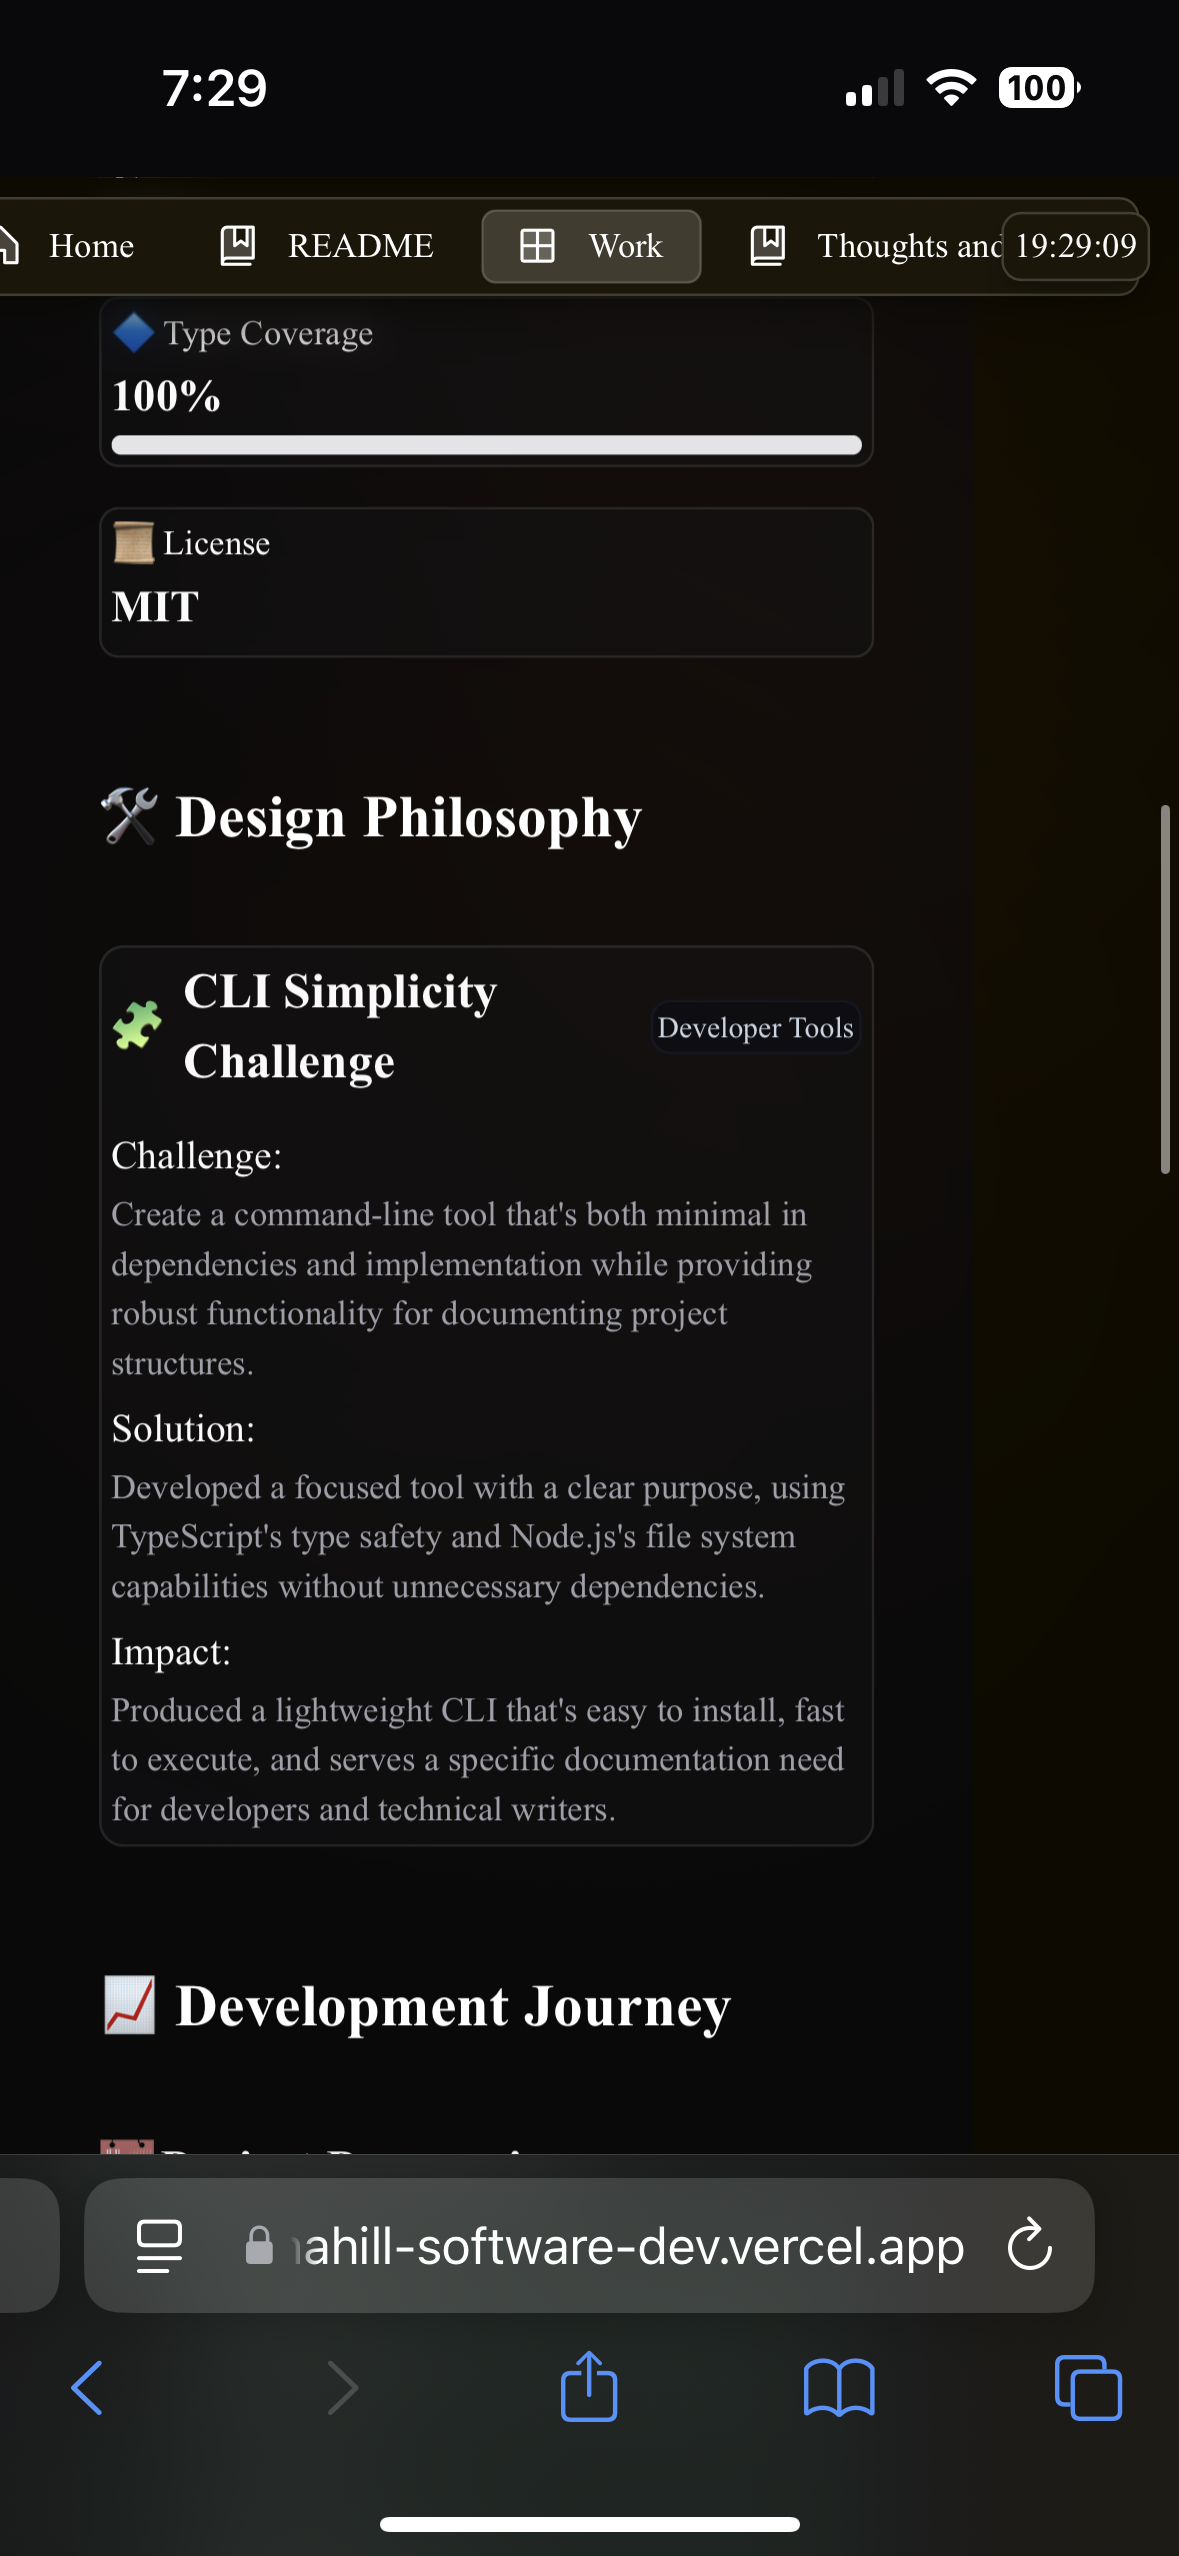 7:29
100
Home
README
Work
Thoughts and
19:29:09
Type Coverage
100%
License
MIT
Design Philosophy
CLI Simplicity
Challenge
Developer Tools
Challenge:
Create a command-line tool that's both minimal in
dependencies and implementation while providing
robust functionality for documenting project
structures.
Solution:
Developed a focused tool with a clear purpose, using
TypeScript's type safety and Node.js's file system
capabilities without unnecessary dependencies.
Impact:
Produced a lightweight CLI that's easy to install, fast
to execute, and serves a specific documentation need
for developers and technical writers.
Development Journey
ahill-software-dev.vercel.app